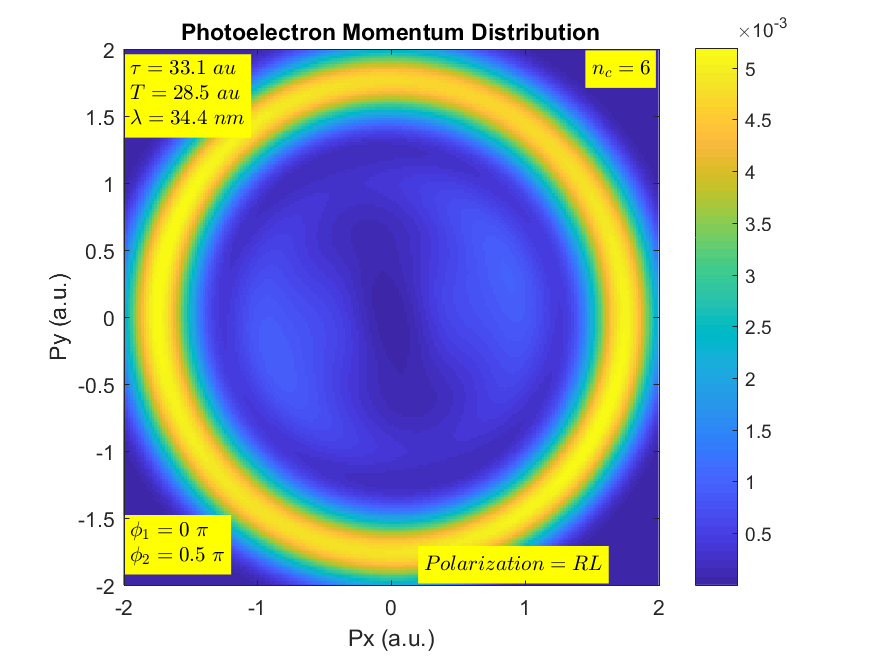 Photoelectron Momentum Distribution
×10⁻³
τ = 33.1 au
T = 28.5 au
λ = 34.4 nm
n_c = 6
ϕ₁ = 0 π
ϕ₂ = 0.5 π
Polarization = RL
2
1.5
1
0.5
0
-0.5
-1
-1.5
-2
Py (a.u.)
-2 -1 0 1 2
Px (a.u.)
5
4.5
4
3.5
3
2.5
2
1.5
1
0.5